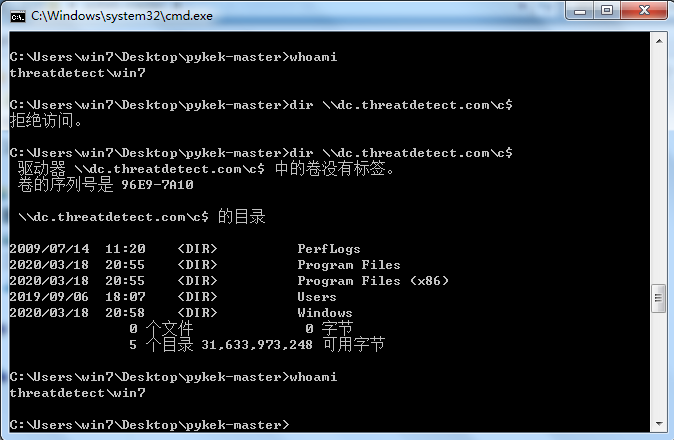 C:\Windows\system32\cmd.exe
C:\Users\win7\Desktop\pykek-master>whoami
threatdetect\win7
C:\Users\win7\Desktop\pykek-master>dir \\dc.threatdetect.com\c$
拒绝访问。
C:\Users\win7\Desktop\pykek-master>dir \\dc.threatdetect.com\c$
驱动器 \\dc.threatdetect.com\c$ 中的卷没有标签。
卷的序列号是 96E9-7A10
\\dc.threatdetect.com\c$ 的目录
2009/07/14  11:20    <DIR>          PerfLogs
2020/03/18  20:55    <DIR>          Program Files
2020/03/18  20:55    <DIR>          Program Files (x86)
2019/09/06  18:07    <DIR>          Users
2020/03/18  20:58    <DIR>          Windows
0 个文件              0 字节
5 个目录 31,633,973,248 可用字节
C:\Users\win7\Desktop\pykek-master>whoami
threatdetect\win7
C:\Users\win7\Desktop\pykek-master>